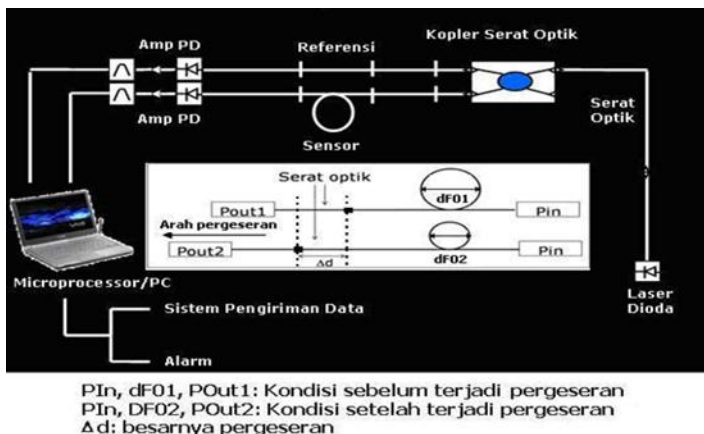 Amp PD
Referensi
Kopler Serat Optik
Amp PD
Sensor
Serat
Optik
Serat optik
dF01
Pout1
Pin
Arah pergeseran
Pout2
dF02
Pin
Δd
Microprocessor/PC
Laser
Dioda
Sistem Pengiriman Data
Alarm
PIn, dF01, POut1: Kondisi sebelum terjadi pergeseran
PIn, DF02, POut2: Kondisi setelah terjadi pergeseran
Δd: besarnya pergeseran